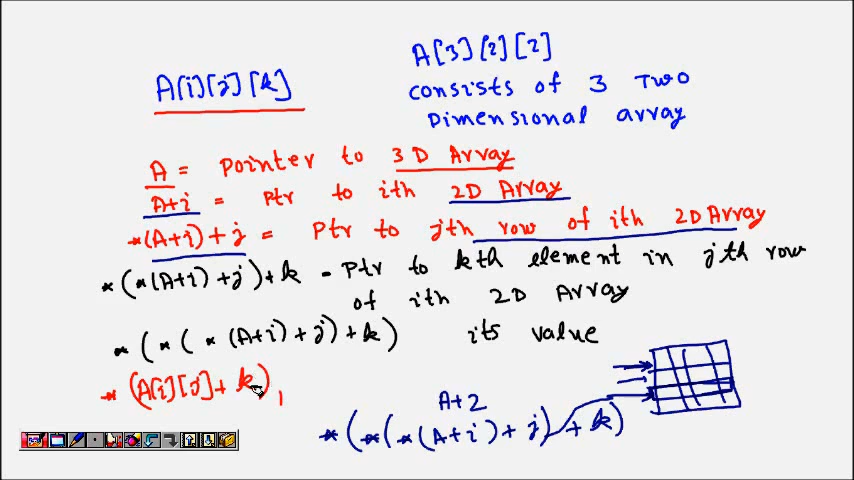 A[i][j][k]
A[3][2][2]
consists of 3 Two
Dimensional array
A = Pointer to 3D Array
A+i = Ptr to ith 2D Array
*(A+i)+j = Ptr to jth row of ith 2D Array
*(*(A+i)+j)+k - Ptr to kth element in jth row
of ith 2D Array
*(*(*(A+i)+j)+k) its value
*(A[i][j]+k)
A+2
*(*(*(A+i)+j)+k)